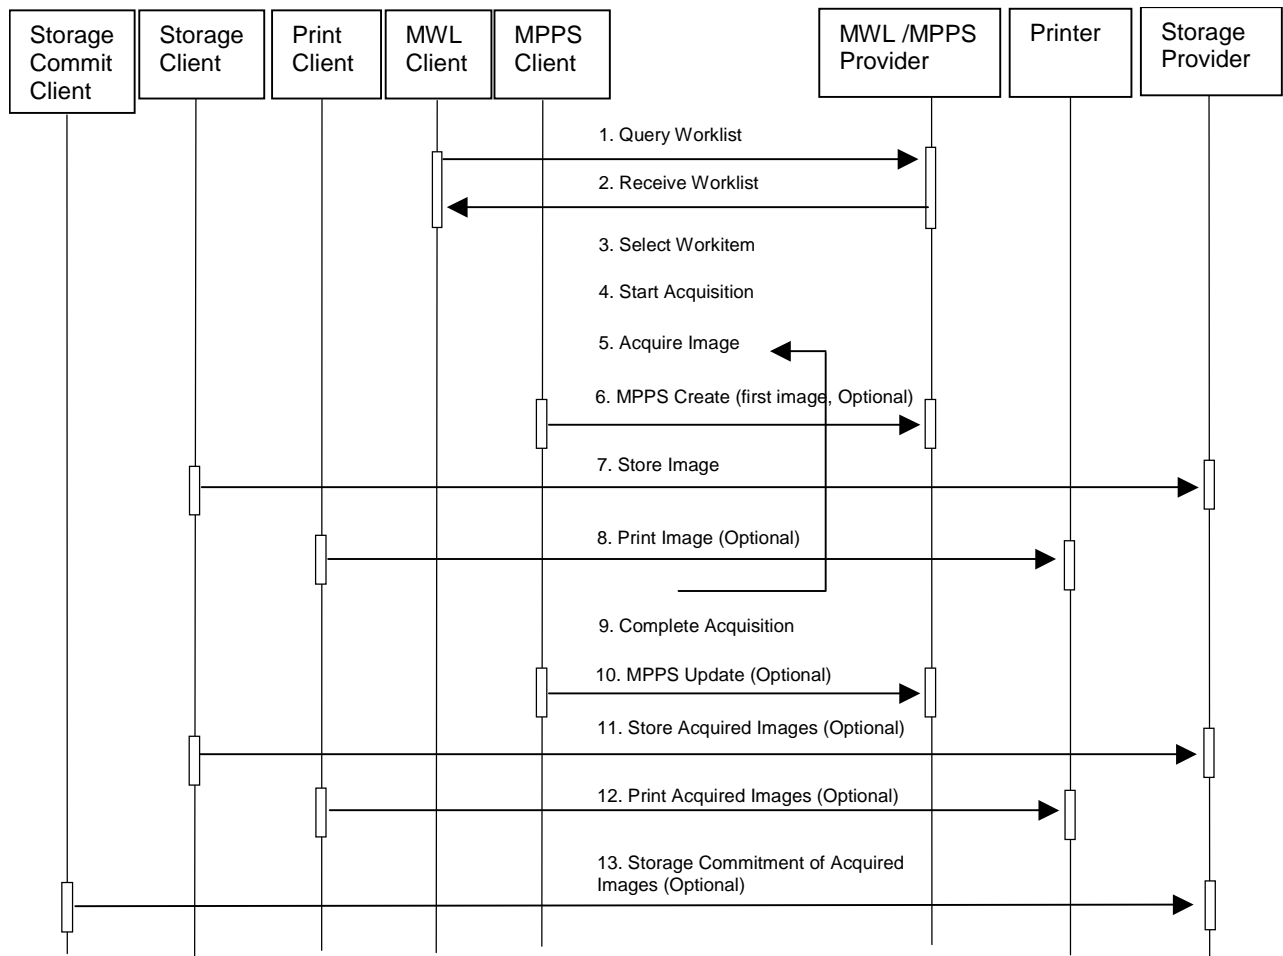 Storage
Commit
Client
Storage
Client
Print
Client
MWL
Client
MPPS
Client
MWL /MPPS
Provider
Printer
Storage
Provider
1. Query Worklist
2. Receive Worklist
3. Select Workitem
4. Start Acquisition
5. Acquire Image
6. MPPS Create (first image, Optional)
7. Store Image
8. Print Image (Optional)
9. Complete Acquisition
10. MPPS Update (Optional)
11. Store Acquired Images (Optional)
12. Print Acquired Images (Optional)
13. Storage Commitment of Acquired
Images (Optional)